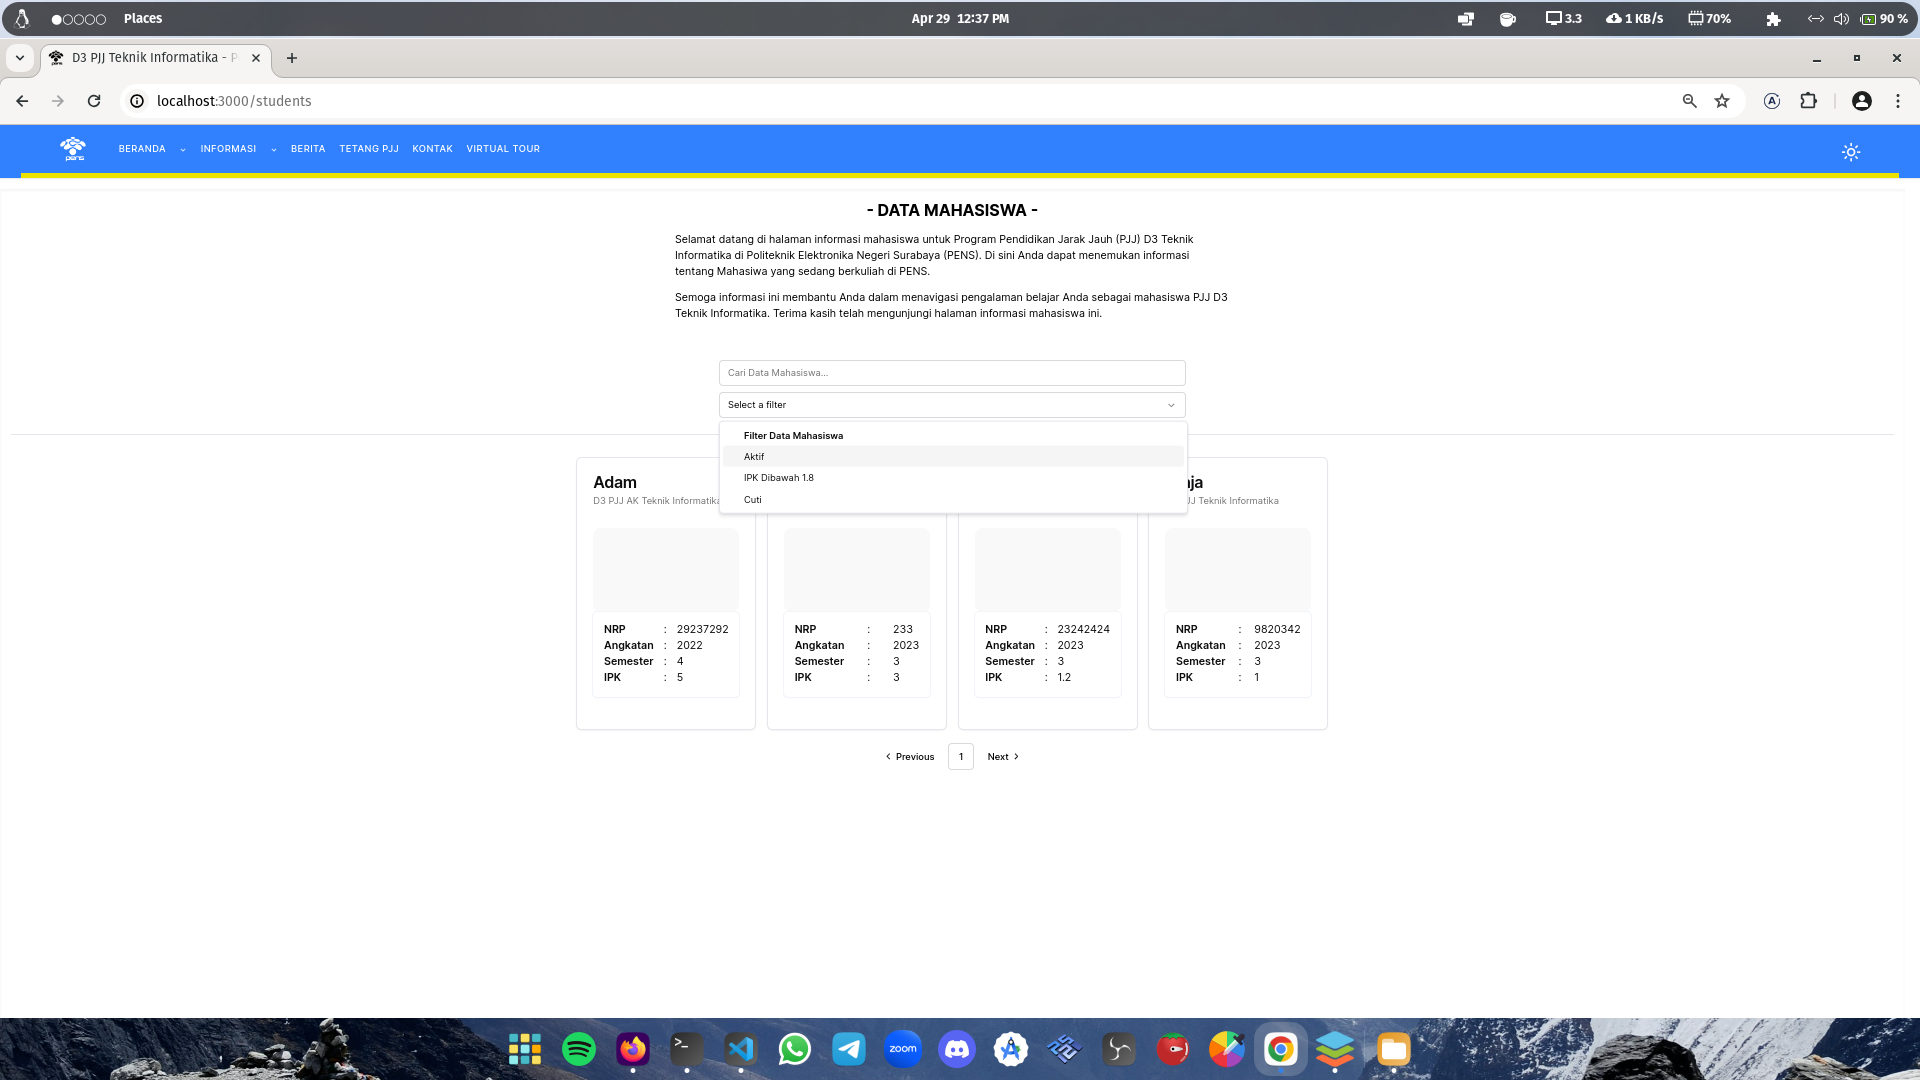 Places
Apr 29 12:37 PM
3.3
1 KB/s
70%
90 %
D3 PJJ Teknik Informatika - P
localhost:3000/students
pens
BERANDA
INFORMASI
BERITA
TETANG PJJ
KONTAK
VIRTUAL TOUR
- DATA MAHASISWA -
Selamat datang di halaman informasi mahasiswa untuk Program Pendidikan Jarak Jauh (PJJ) D3 Teknik
Informatika di Politeknik Elektronika Negeri Surabaya (PENS). Di sini Anda dapat menemukan informasi
tentang Mahasiwa yang sedang berkuliah di PENS.
Semoga informasi ini membantu Anda dalam menavigasi pengalaman belajar Anda sebagai mahasiswa PJJ D3
Teknik Informatika. Terima kasih telah mengunjungi halaman informasi mahasiswa ini.
Cari Data Mahasiswa...
Select a filter
Filter Data Mahasiswa
Aktif
IPK Dibawah 1.8
Cuti
Adam
D3 PJJ AK Teknik Informatika
NRP : 29237292
Angkatan : 2022
Semester : 4
IPK : 5
NRP : 233
Angkatan : 2023
Semester : 3
IPK : 3
NRP : 23242424
Angkatan : 2023
Semester : 3
IPK : 1.2
ja
JJ Teknik Informatika
NRP : 9820342
Angkatan : 2023
Semester : 3
IPK : 1
Previous
1
Next
zoom